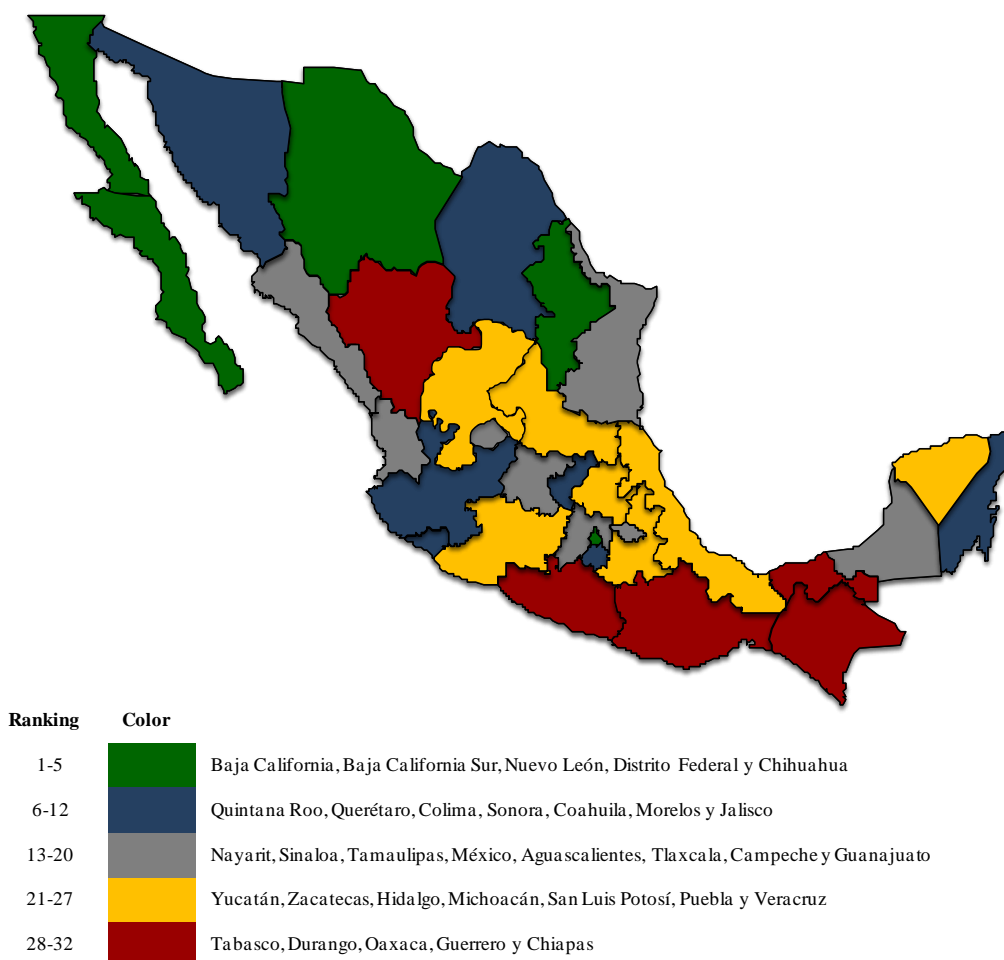 Ranking Color
1-5 Baja California, Baja California Sur, Nuevo León, Distrito Federal y Chihuahua
6-12 Quintana Roo, Querétaro, Colima, Sonora, Coahuila, Morelos y Jalisco
13-20 Nayarit, Sinaloa, Tamaulipas, México, Aguascalientes, Tlaxcala, Campeche y Guanajuato
21-27 Yucatán, Zacatecas, Hidalgo, Michoacán, San Luis Potosí, Puebla y Veracruz
28-32 Tabasco, Durango, Oaxaca, Guerrero y Chiapas